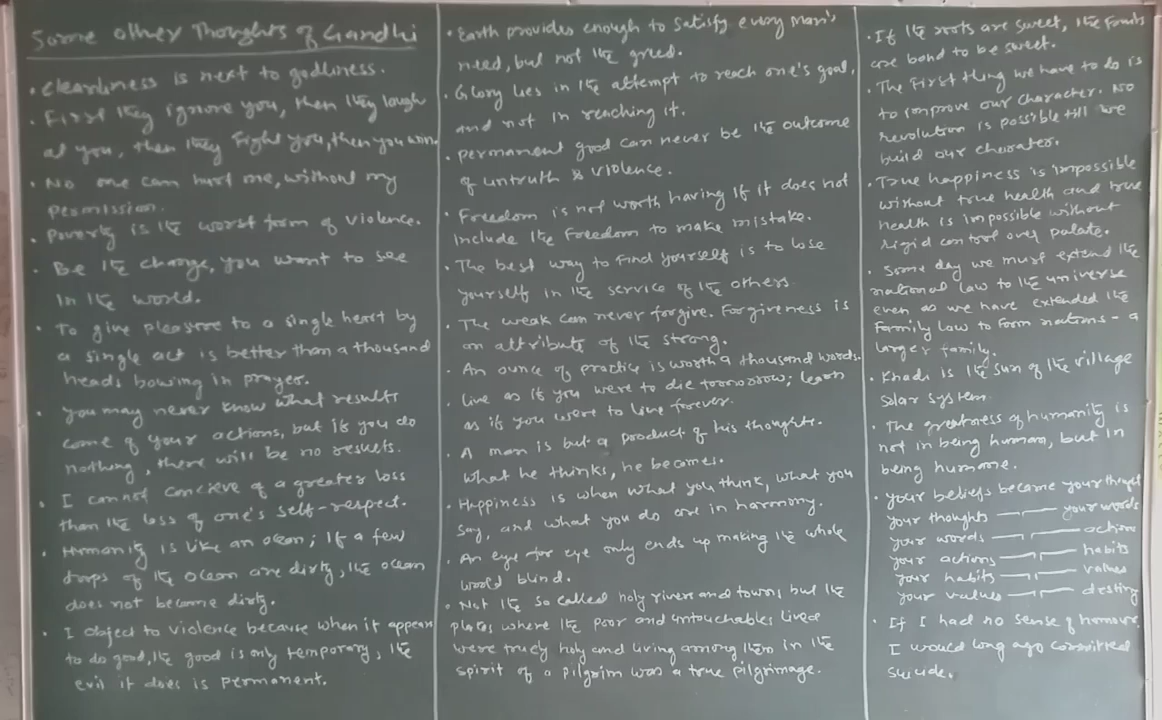 Some other Thoughts of Gandhi
• Cleanliness is next to godliness.
• First they ignore you, then they laugh
at you, then they Fight you, then you won.
• No one can hurt me, without my
permission.
• Poverty is the worst form of violence.
• Be the change, you want to see
in the world.
• To give pleasure to a single heart by
a single act is better than a thousand
heads bowing in prayer.
• you may never know what results
come of your actions, but if you do
nothing, there will be no results.
• I cannot concieve of a greater loss
than the loss of one's self-respect.
• Humanity is like an ocean; If a few
drops of the ocean are dirty, the ocean
does not become dirty.
• I object to violence because when it appears
to do good, the good is only temporary; the
evil it does is permanent.
• Earth provides enough to satisfy every man's
need, but not the greed.
• Glory lies in the attempt to reach one's goal,
and not in reaching it.
• permanent good can never be the outcome
of untruth & violence.
• Freedom is not worth having if it does not
include the freedom to make mistake.
• The best way to find yourself is to lose
yourself in the service of the others
• The weak can never forgive. Forgiveness is
an attribute of the strong.
• An ounce of practice is worth a thousand words.
• Live as if you were to die tomorrow; learn
as if you were to live forever.
• A man is but a product of his thoughts.
What he thinks, he becomes.
• Happiness is when what you think, what you
say, and what you do are in harmony.
• An eye for eye only ends up making the whole
world blind.
• Not the so called holy rivers and towns but the
places where the poor and untouchables lived
were truly holy and living among them in the
spirit of a pilgrim was a true pilgrimage.
• If the roots are sweet, the fruits
are bond to be sweet.
• The first thing we have to do is
to improve our character. No
revolution is possible till we
build our charater.
• True happiness is impossible
without true health and true
health is impossible without
rigid control over palate.
• Some day we must extend the
national law to the universe
even as we have extended the
family law to form nations - a
larger family.
• Khadi is the sun of the village
solar system.
• The greatness of humanity is
not in being human, but in
being humane.
• your beliefs become your thought
your thoughts —— your words
your words —— action
your actions —— habits
your habits —— values
your values —— destiny
• If I had no sense of humour,
I would long ago committed
suicide.